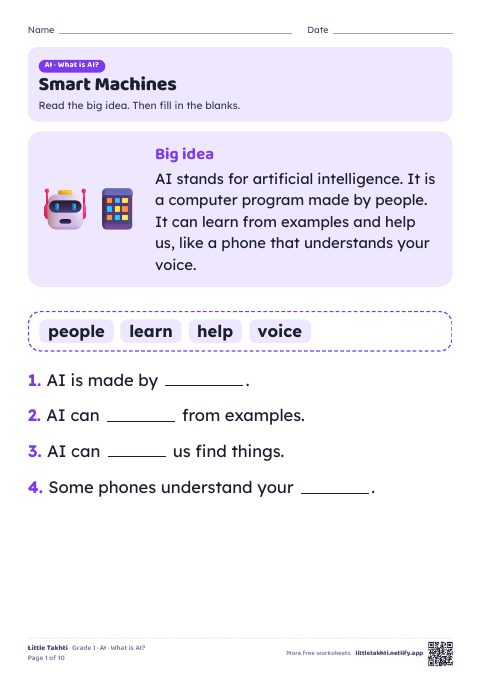 Name Date
AI · What is AI?
Smart Machines
Read the big idea. Then fill in the blanks.
Big idea
AI stands for artificial intelligence. It is
a computer program made by people.
It can learn from examples and help
us, like a phone that understands your
voice.
people learn help voice
1. AI is made by ________.
2. AI can ________ from examples.
3. AI can ________ us find things.
4. Some phones understand your ________.
Little Takhti · Grade 1 · AI · What is AI?
More free worksheets · littletakhti.netlify.app
Page 1 of 10